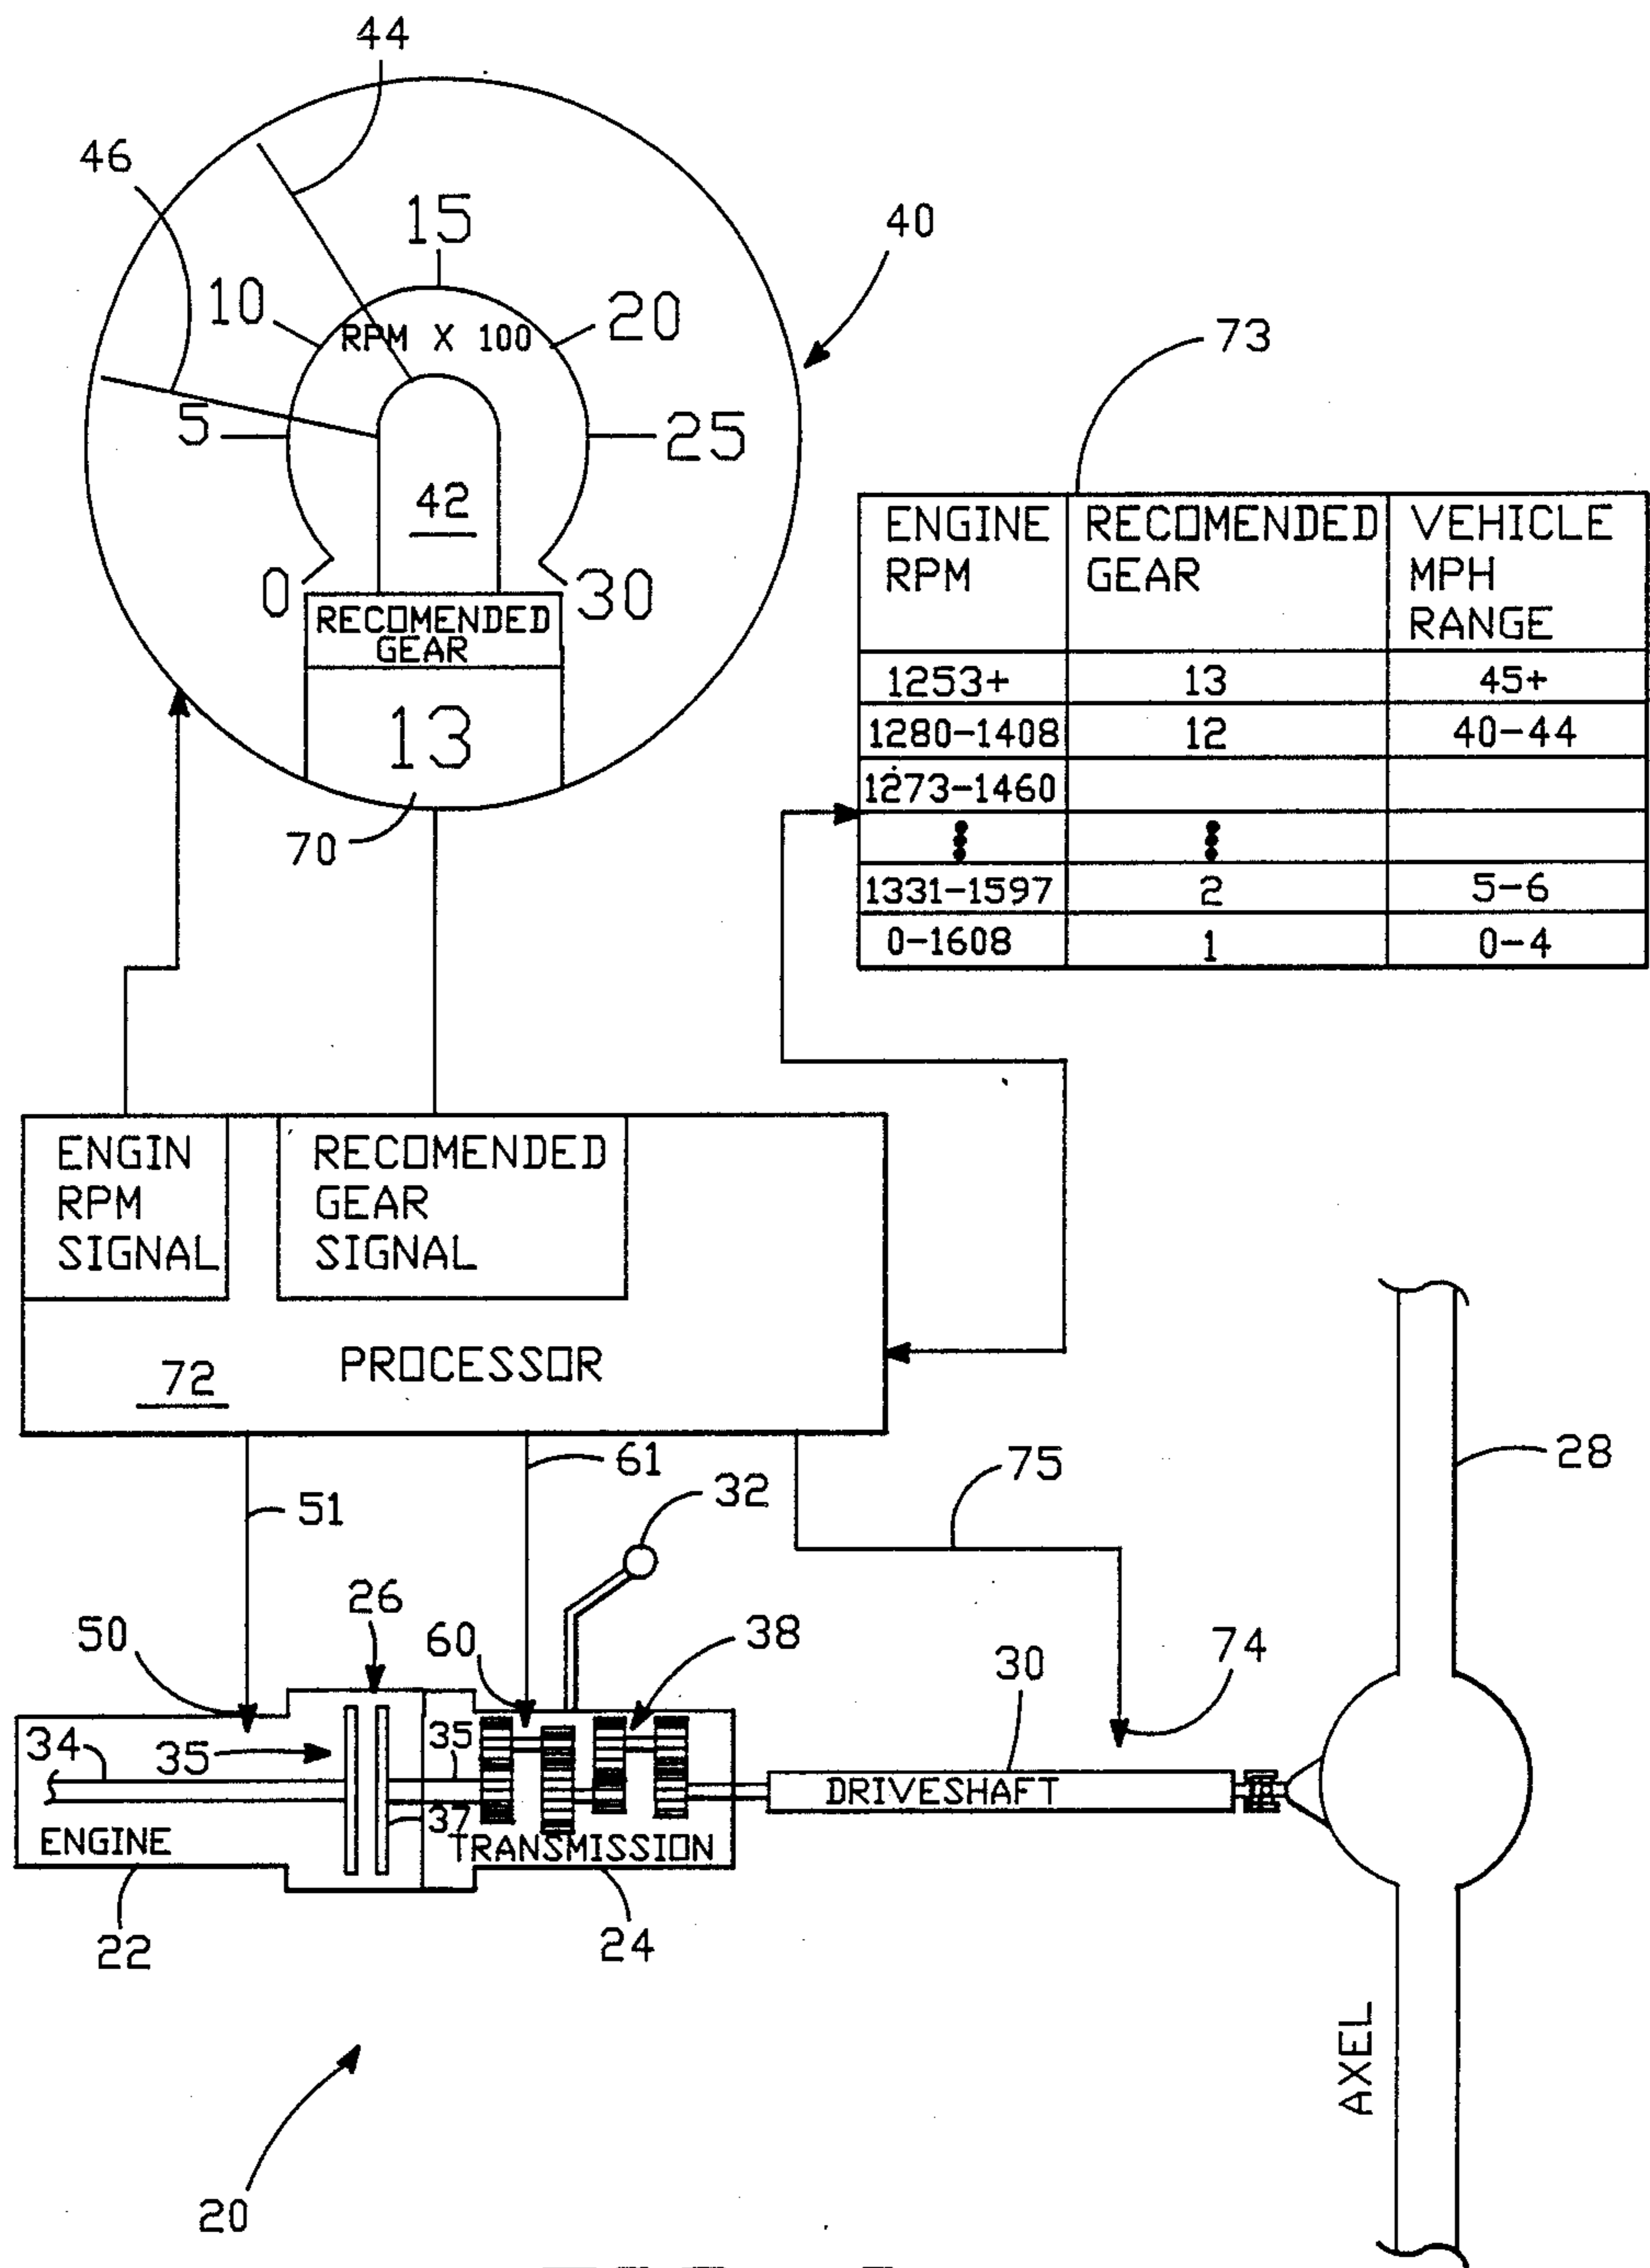 44
46
15
40
10
20
RPM X 100
73
5
25
42
0
30
RECOMENDED
GEAR
13
70
ENGINE
RPM
RECOMENDED
GEAR
VEHICLE
MPH
RANGE
1253+ 13 45+
1280-1408 12 40-44
1273-1460
1331-1597 2 5-6
0-1608 1 0-4
ENGIN
RPM
SIGNAL
RECOMENDED
GEAR
SIGNAL
PROCESSOR
72
61
75
28
51
32
26
50
60
38
30
74
34
35
35
37
DRIVESHAFT
ENGINE
TRANSMISSION
22
24
AXEL
20